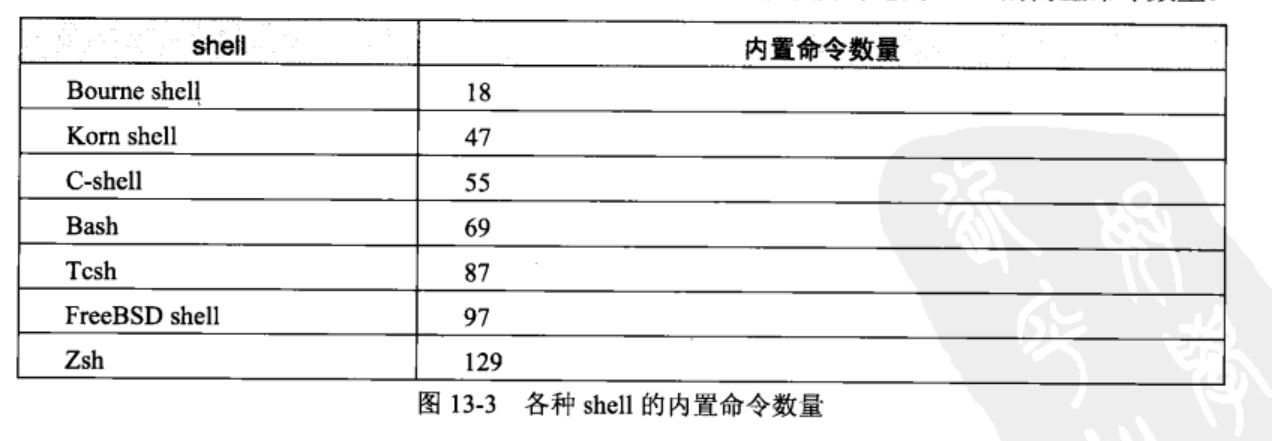 shell 内置命令数量
Bourne shell 18
Korn shell 47
C-shell 55
Bash 69
Tcsh 87
FreeBSD shell 97
Zsh 129
图 13-3 各种 shell 的内置命令数量